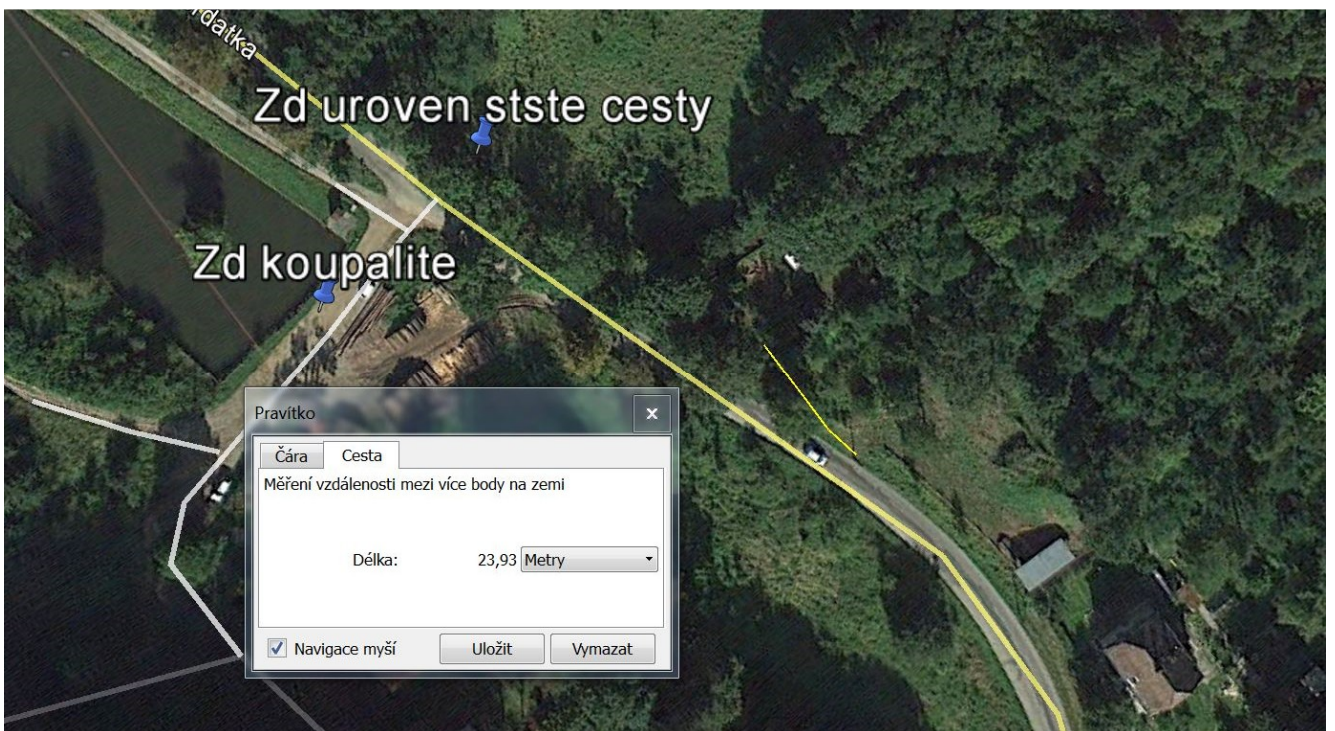 rdatka
Zd uroven stste cesty
Zd koupalite
Pravítko
Čára
Cesta
Měření vzdálenosti mezi více body na zemi
Délka: 23,93 Metry
Navigace myší
Uložit
Vymazat